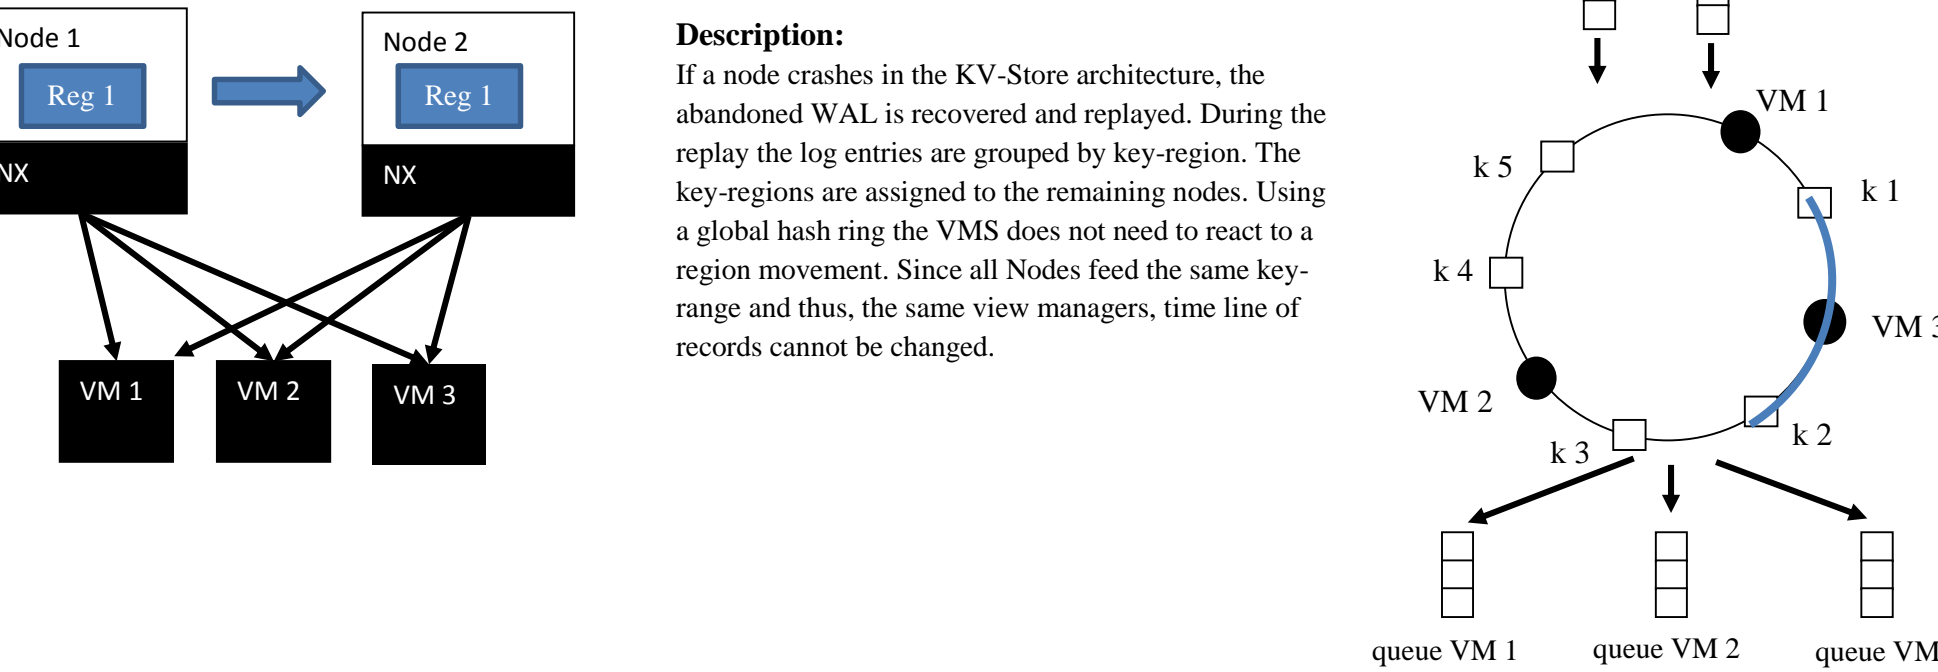 Node 1
Reg 1
NX
Node 2
Reg 1
NX
VM 1
VM 2
VM 3
Description:
If a node crashes in the KV-Store architecture, the
abandoned WAL is recovered and replayed. During the
replay the log entries are grouped by key-region. The
key-regions are assigned to the remaining nodes. Using
a global hash ring the VMS does not need to react to a
region movement. Since all Nodes feed the same key-
range and thus, the same view managers, time line of
records cannot be changed.
VM 1
k 5
k 1
k 4
VM 3
VM 2
k 2
k 3
queue VM 1
queue VM 2
queue VM